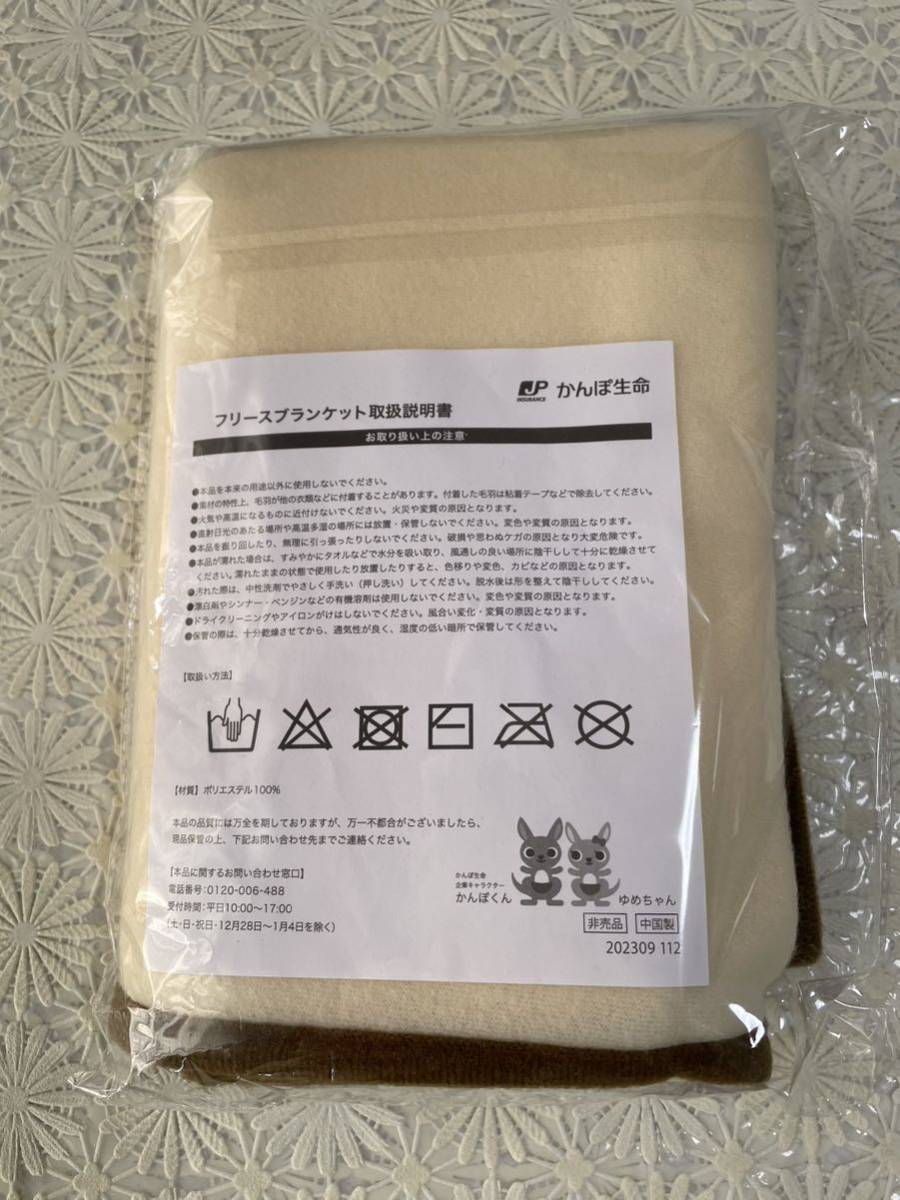 JP
INSURANCE
かんぽ生命
フリースブランケット取扱説明書
お取り扱い上の注意
●本品を本来の用途以外に使用しないでください。
●素材の特性上、毛羽が他の衣類などに付着することがあります。付着した毛羽は粘着テープなどで除去してください。
●火気や高温になるものに近付けないでください。火災や変質の原因となります。
●直射日光のあたる場所や高温多湿の場所には放置・保管しないでください。変色や変質の原因となります。
●本品を振り回したり、無理に引っ張ったりしないでください。破損や思わぬケガの原因となり大変危険です。
●本品が濡れた場合は、すみやかにタオルなどで水分を吸い取り、風通しの良い場所に陰干しして十分に乾燥させて
ください。濡れたままの状態で使用したり放置したりすると、色移りや変色、カビなどの原因となります。
●汚れた際は、中性洗剤でやさしく手洗い（押し洗い）してください。脱水後は形を整えて陰干ししてください。
●漂白剤やシンナー・ベンジンなどの有機溶剤は使用しないでください。変色や変質の原因となります。
●ドライクリーニングやアイロンがけはしないでください。風合い変化・変質の原因となります。
●保管の際は、十分乾燥させてから、通気性が良く、湿度の低い暗所で保管してください。
【取扱い方法】
【材質】ポリエステル100%
本品の品質には万全を期しておりますが、万一不都合がございましたら、
現品保管の上、下記お問い合わせ先までご連絡ください。
【本品に関するお問い合わせ窓口】
電話番号:0120-006-488
受付時間:平日10:00〜17:00
(土・日・祝日・12月28日〜1月4日を除く)
かんぽ生命
企業キャラクター
かんぽくん
ゆめちゃん
非売品 中国製
202309 112